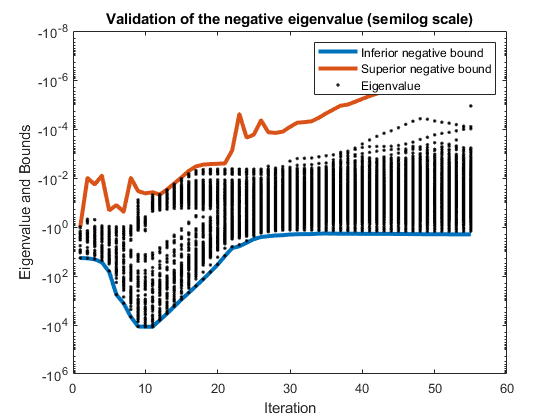 Validation of the negative eigenvalue (semilog scale)
-10^-8
-10^-6
-10^-4
-10^-2
-10^0
-10^2
-10^4
-10^6
Eigenvalue and Bounds
Inferior negative bound
Superior negative bound
Eigenvalue
0 10 20 30 40 50 60
Iteration